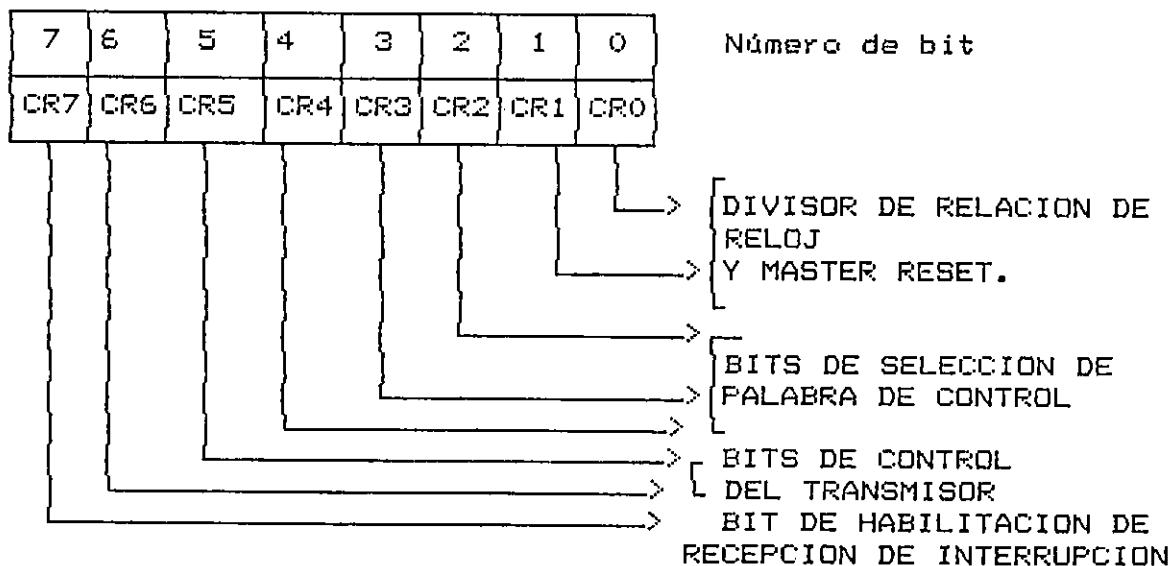 7 6 5 4 3 2 1 0 Número de bit
CR7 CR6 CR5 CR4 CR3 CR2 CR1 CR0
DIVISOR DE RELACION DE
RELOJ
Y MASTER RESET.
BITS DE SELECCION DE
PALABRA DE CONTROL
BITS DE CONTROL
DEL TRANSMISOR
BIT DE HABILITACION DE
RECEPCION DE INTERRUPCION